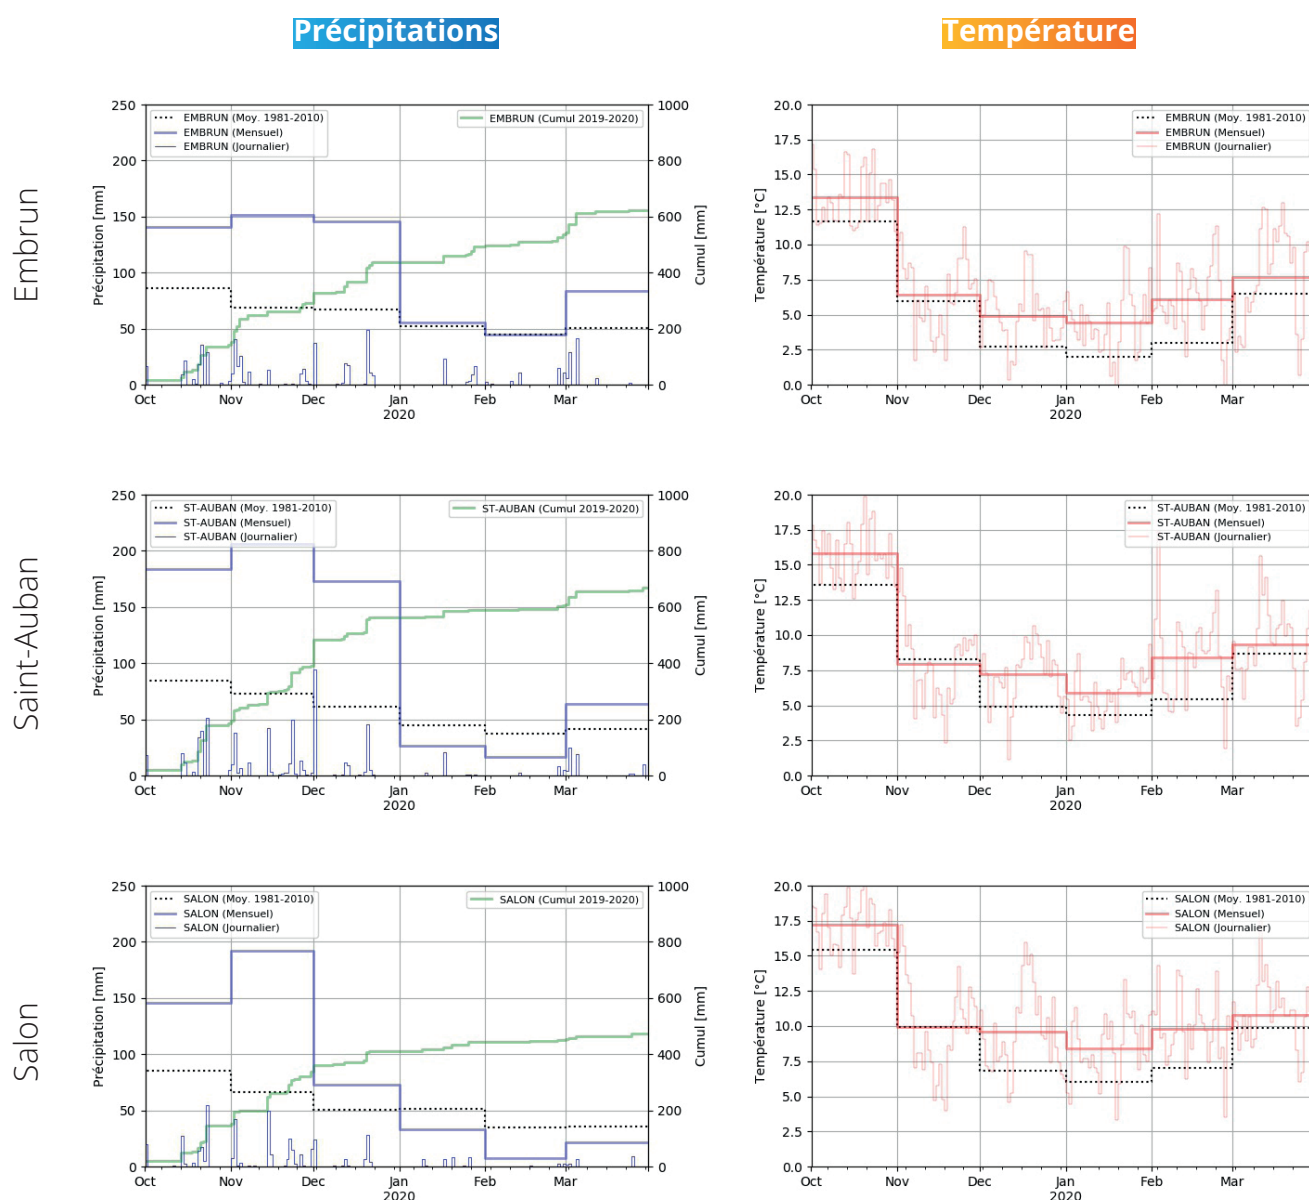 Précipitations
Température
Embrun
250
200
150
100
50
0
Précipitation [mm]
EMBRUN (Moy. 1981-2010)
EMBRUN (Mensuel)
EMBRUN (Journalier)
EMBRUN (Cumul 2019-2020)
1000
800
600
400
200
0
Cumul [mm]
Oct Nov Dec Jan Feb Mar
2020
20.0
17.5
15.0
12.5
10.0
7.5
5.0
2.5
0.0
Température [°C]
EMBRUN (Moy. 1981-2010)
EMBRUN (Mensuel)
EMBRUN (Journalier)
Oct Nov Dec Jan Feb Mar
2020
Saint-Auban
250
200
150
100
50
0
Précipitation [mm]
ST-AUBAN (Moy. 1981-2010)
ST-AUBAN (Mensuel)
ST-AUBAN (Journalier)
ST-AUBAN (Cumul 2019-2020)
1000
800
600
400
200
0
Cumul [mm]
Oct Nov Dec Jan Feb Mar
2020
20.0
17.5
15.0
12.5
10.0
7.5
5.0
2.5
0.0
Température [°C]
ST-AUBAN (Moy. 1981-2010)
ST-AUBAN (Mensuel)
ST-AUBAN (Journalier)
Oct Nov Dec Jan Feb Mar
2020
Salon
250
200
150
100
50
0
Précipitation [mm]
SALON (Moy. 1981-2010)
SALON (Mensuel)
SALON (Journalier)
SALON (Cumul 2019-2020)
1000
800
600
400
200
0
Cumul [mm]
Oct Nov Dec Jan Feb Mar
2020
20.0
17.5
15.0
12.5
10.0
7.5
5.0
2.5
0.0
Température [°C]
SALON (Moy. 1981-2010)
SALON (Mensuel)
SALON (Journalier)
Oct Nov Dec Jan Feb Mar
2020